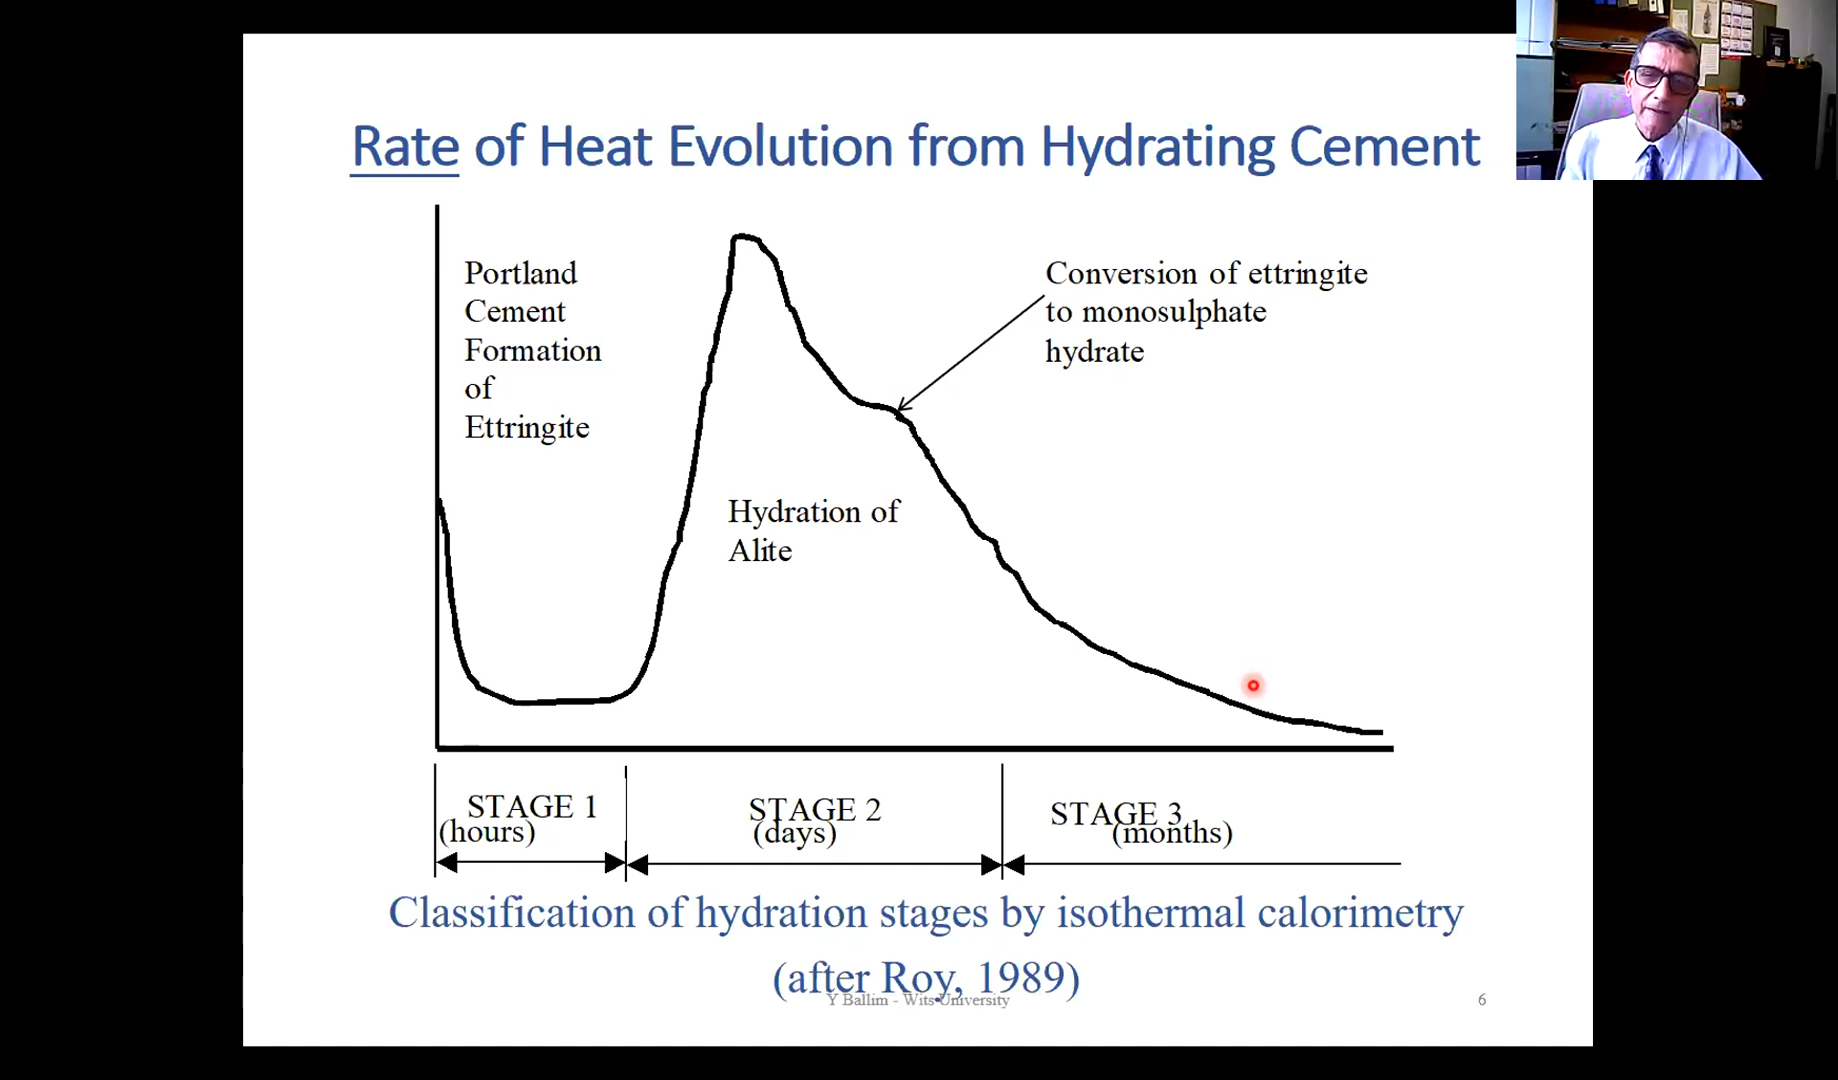 Rate of Heat Evolution from Hydrating Cement
Portland
Cement
Formation
of
Ettringite
Conversion of ettringite
to monosulphate
hydrate
Hydration of
Alite
STAGE 1
(hours)
STAGE 2
(days)
STAGE 3
(months)
Classification of hydration stages by isothermal calorimetry
(after Roy, 1989)
Y Ballim - Wits University
6